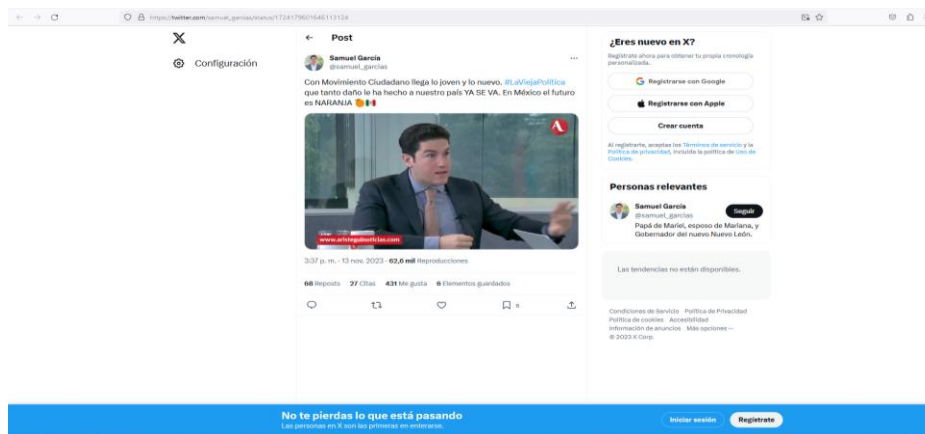 https://twitter.com/samuel_garcias/status/1724179601646113124
Configuración
Post
Samuel García
@samuel_garcias
Con Movimiento Ciudadano llega lo joven y lo nuevo. #LaViejaPolítica
que tanto daño le ha hecho a nuestro país YA SE VA. En México el futuro
es NARANJA
www.aristeguinoticias.com
3:37 p. m. · 13 nov. 2023 · 62,6 mil Reproducciones
68 Reposts 27 Citas 431 Me gusta 6 Elementos guardados
¿Eres nuevo en X?
Regístrate ahora para obtener tu propia cronología
personalizada.
Registrarse con Google
Registrarse con Apple
Crear cuenta
Al registrarte, aceptas los Términos de servicio y la
Política de privacidad, incluida la política de Uso de
Cookies.
Personas relevantes
Samuel García
@samuel_garcias
Seguir
Papá de Mariel, esposo de Mariana, y
Gobernador del nuevo Nuevo León.
Las tendencias no están disponibles.
Condiciones de Servicio Política de Privacidad
Política de cookies Accesibilidad
Información de anuncios Más opciones
© 2023 X Corp.
No te pierdas lo que está pasando
Las personas en X son las primeras en enterarse.
Iniciar sesión
Regístrate